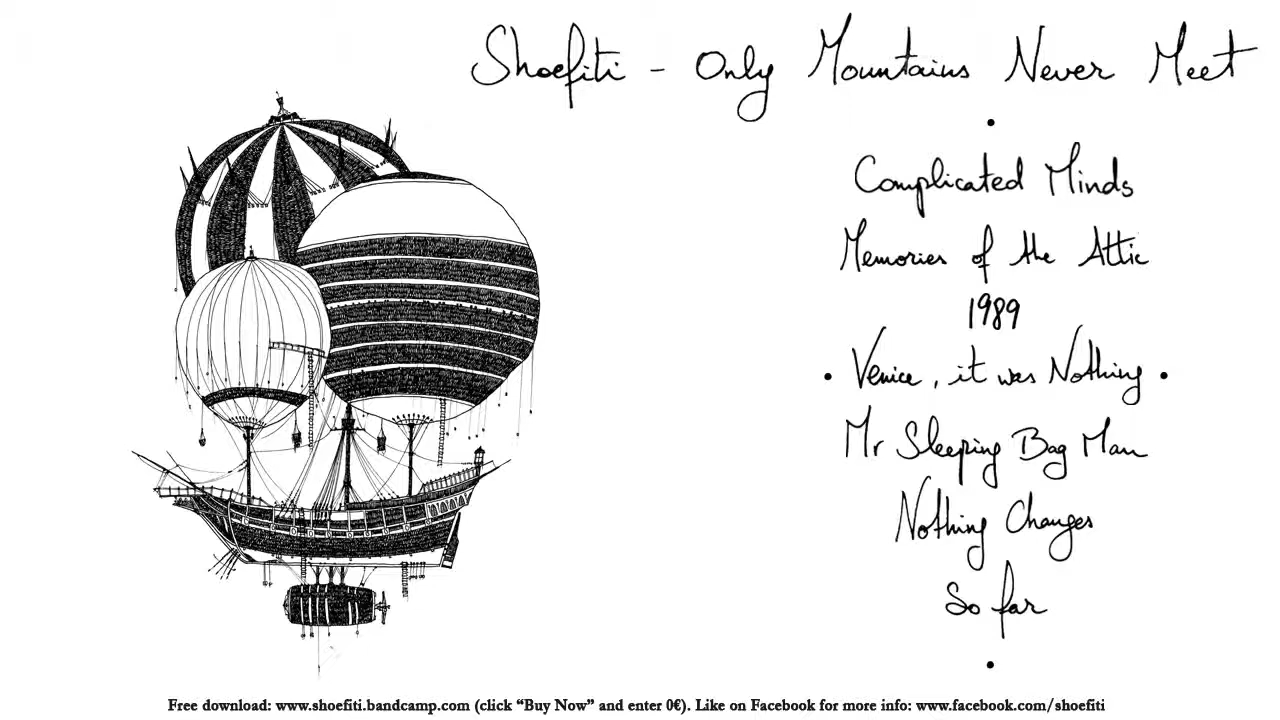 Shoefiti - Only Mountains Never Meet
•
Complicated Minds
Memories of the Attic
1989
• Venice, it was Nothing •
Mr Sleeping Bag Man
Nothing Changes
So far
•
Free download: www.shoefiti.bandcamp.com (click “Buy Now” and enter 0€). Like on Facebook for more info: www.facebook.com/shoefiti